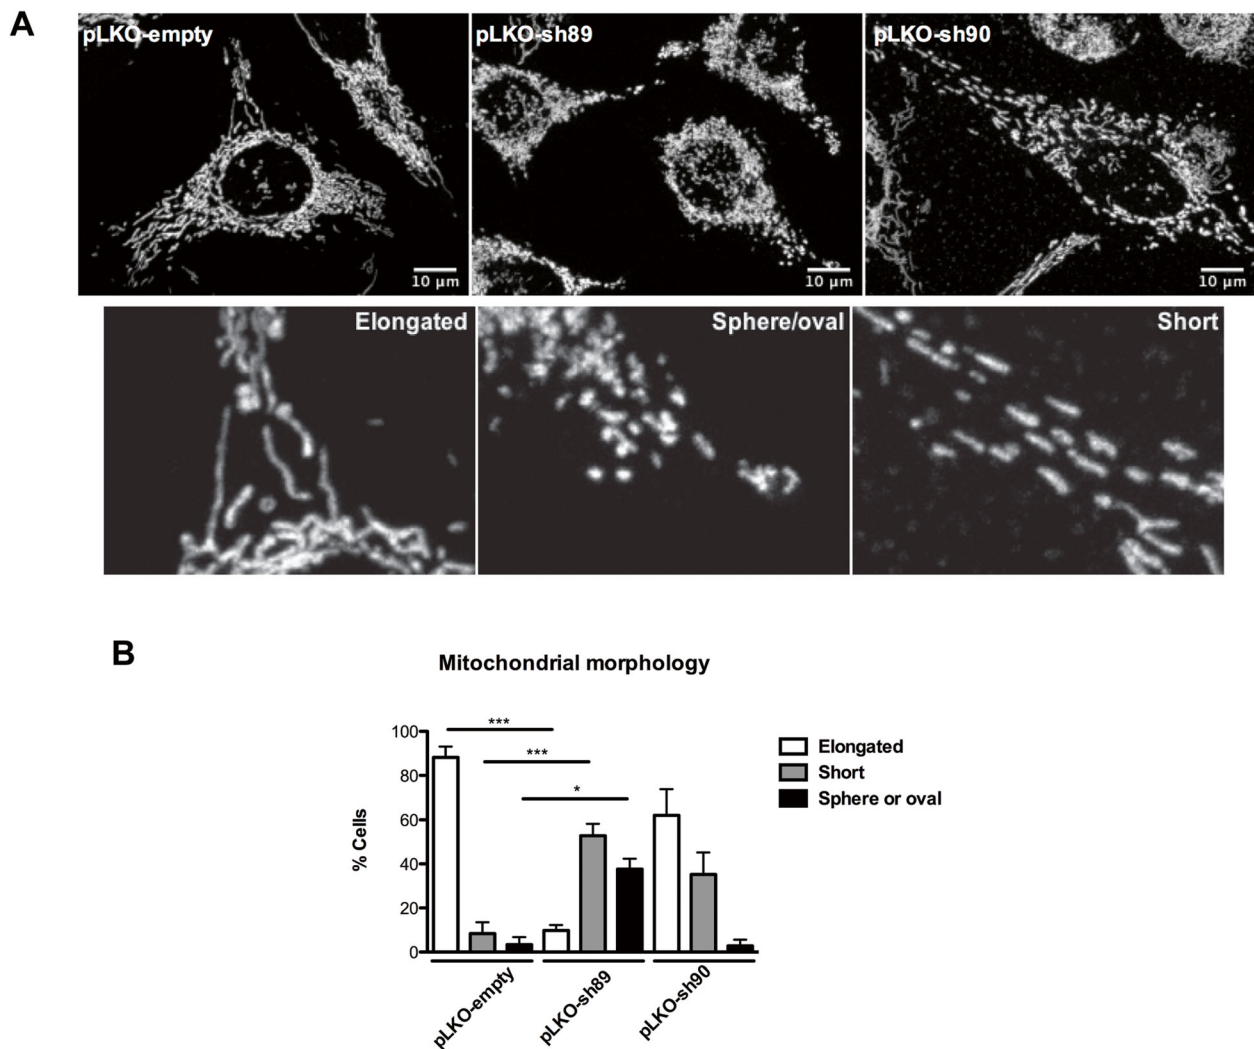 A
pLKO-empty
pLKO-sh89
pLKO-sh90
10 µm
10 µm
10 µm
Elongated
Sphere/oval
Short
B
Mitochondrial morphology
***
***
*
100
80
60
40
20
0
% Cells
Elongated
Short
Sphere or oval
pLKO-empty
pLKO-sh89
pLKO-sh90